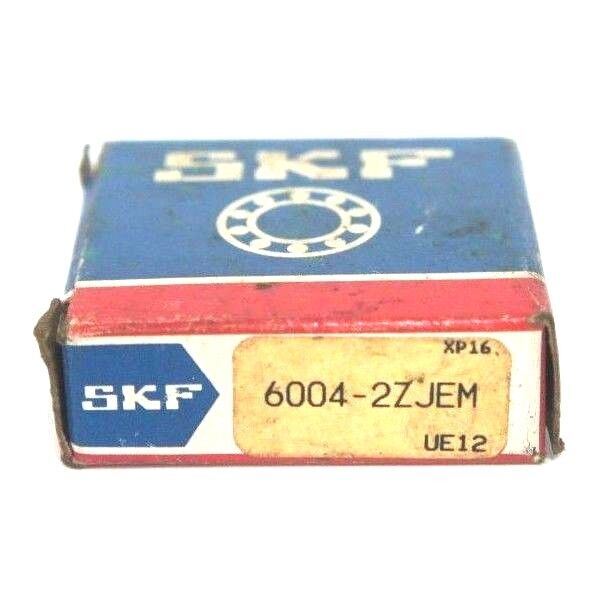 SKF
SKF
XP16
6004-2ZJEM
UE12